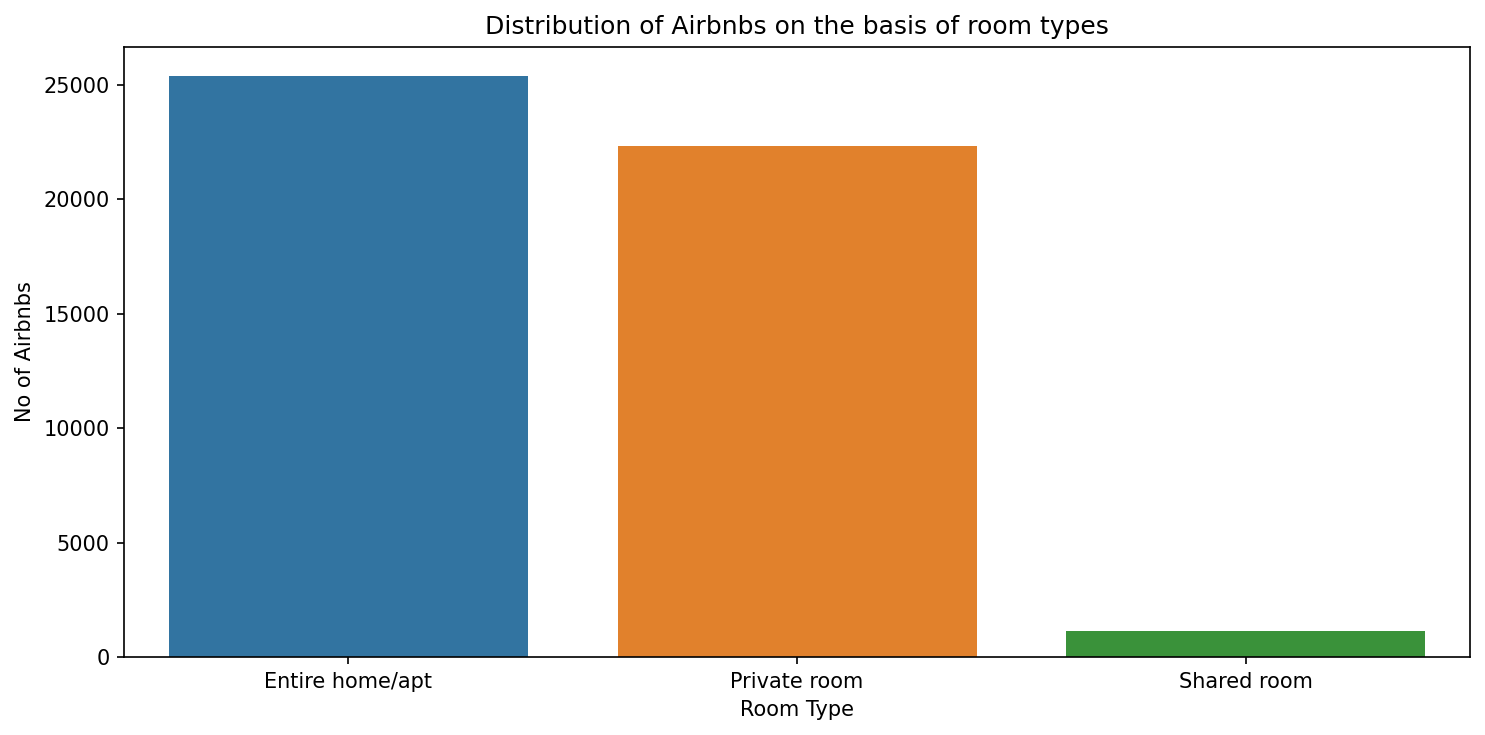 Distribution of Airbnbs on the basis of room types
No of Airbnbs
25000
20000
15000
10000
5000
0
Entire home/apt
Private room
Shared room
Room Type